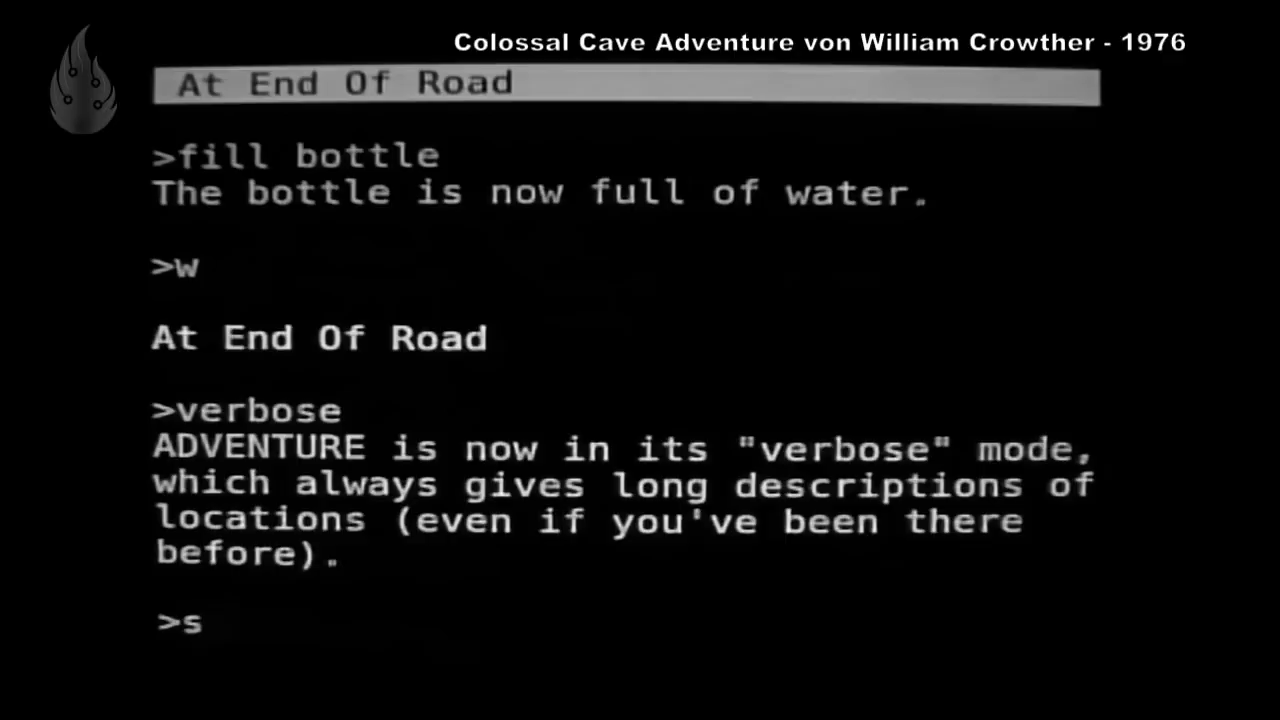 Colossal Cave Adventure von William Crowther - 1976
At End Of Road
>fill bottle
The bottle is now full of water.
>w
At End Of Road
>verbose
ADVENTURE is now in its "verbose" mode,
which always gives long descriptions of
locations (even if you've been there
before).
>s